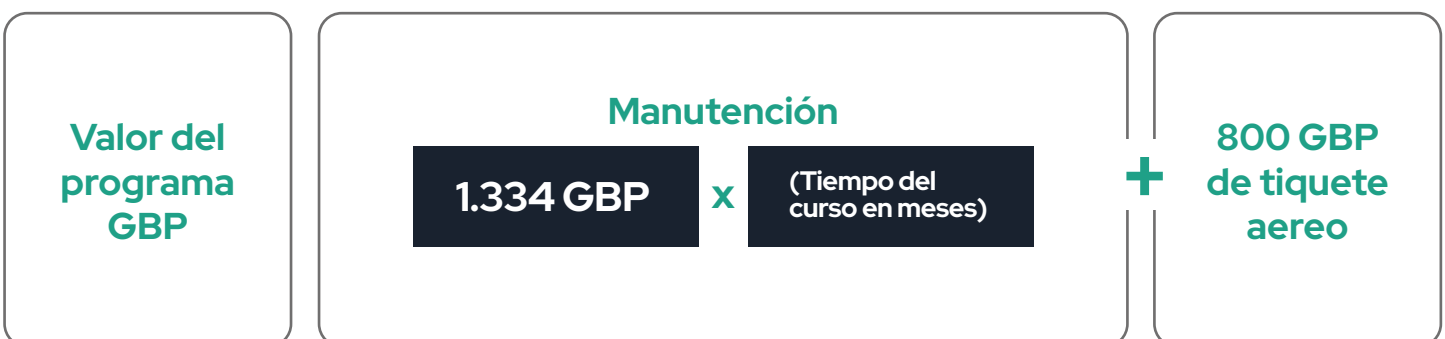 Valor del
programa
GBP
Manutención
1.334 GBP
x
(Tiempo del
curso en meses)
+
800 GBP
de tiquete
aereo